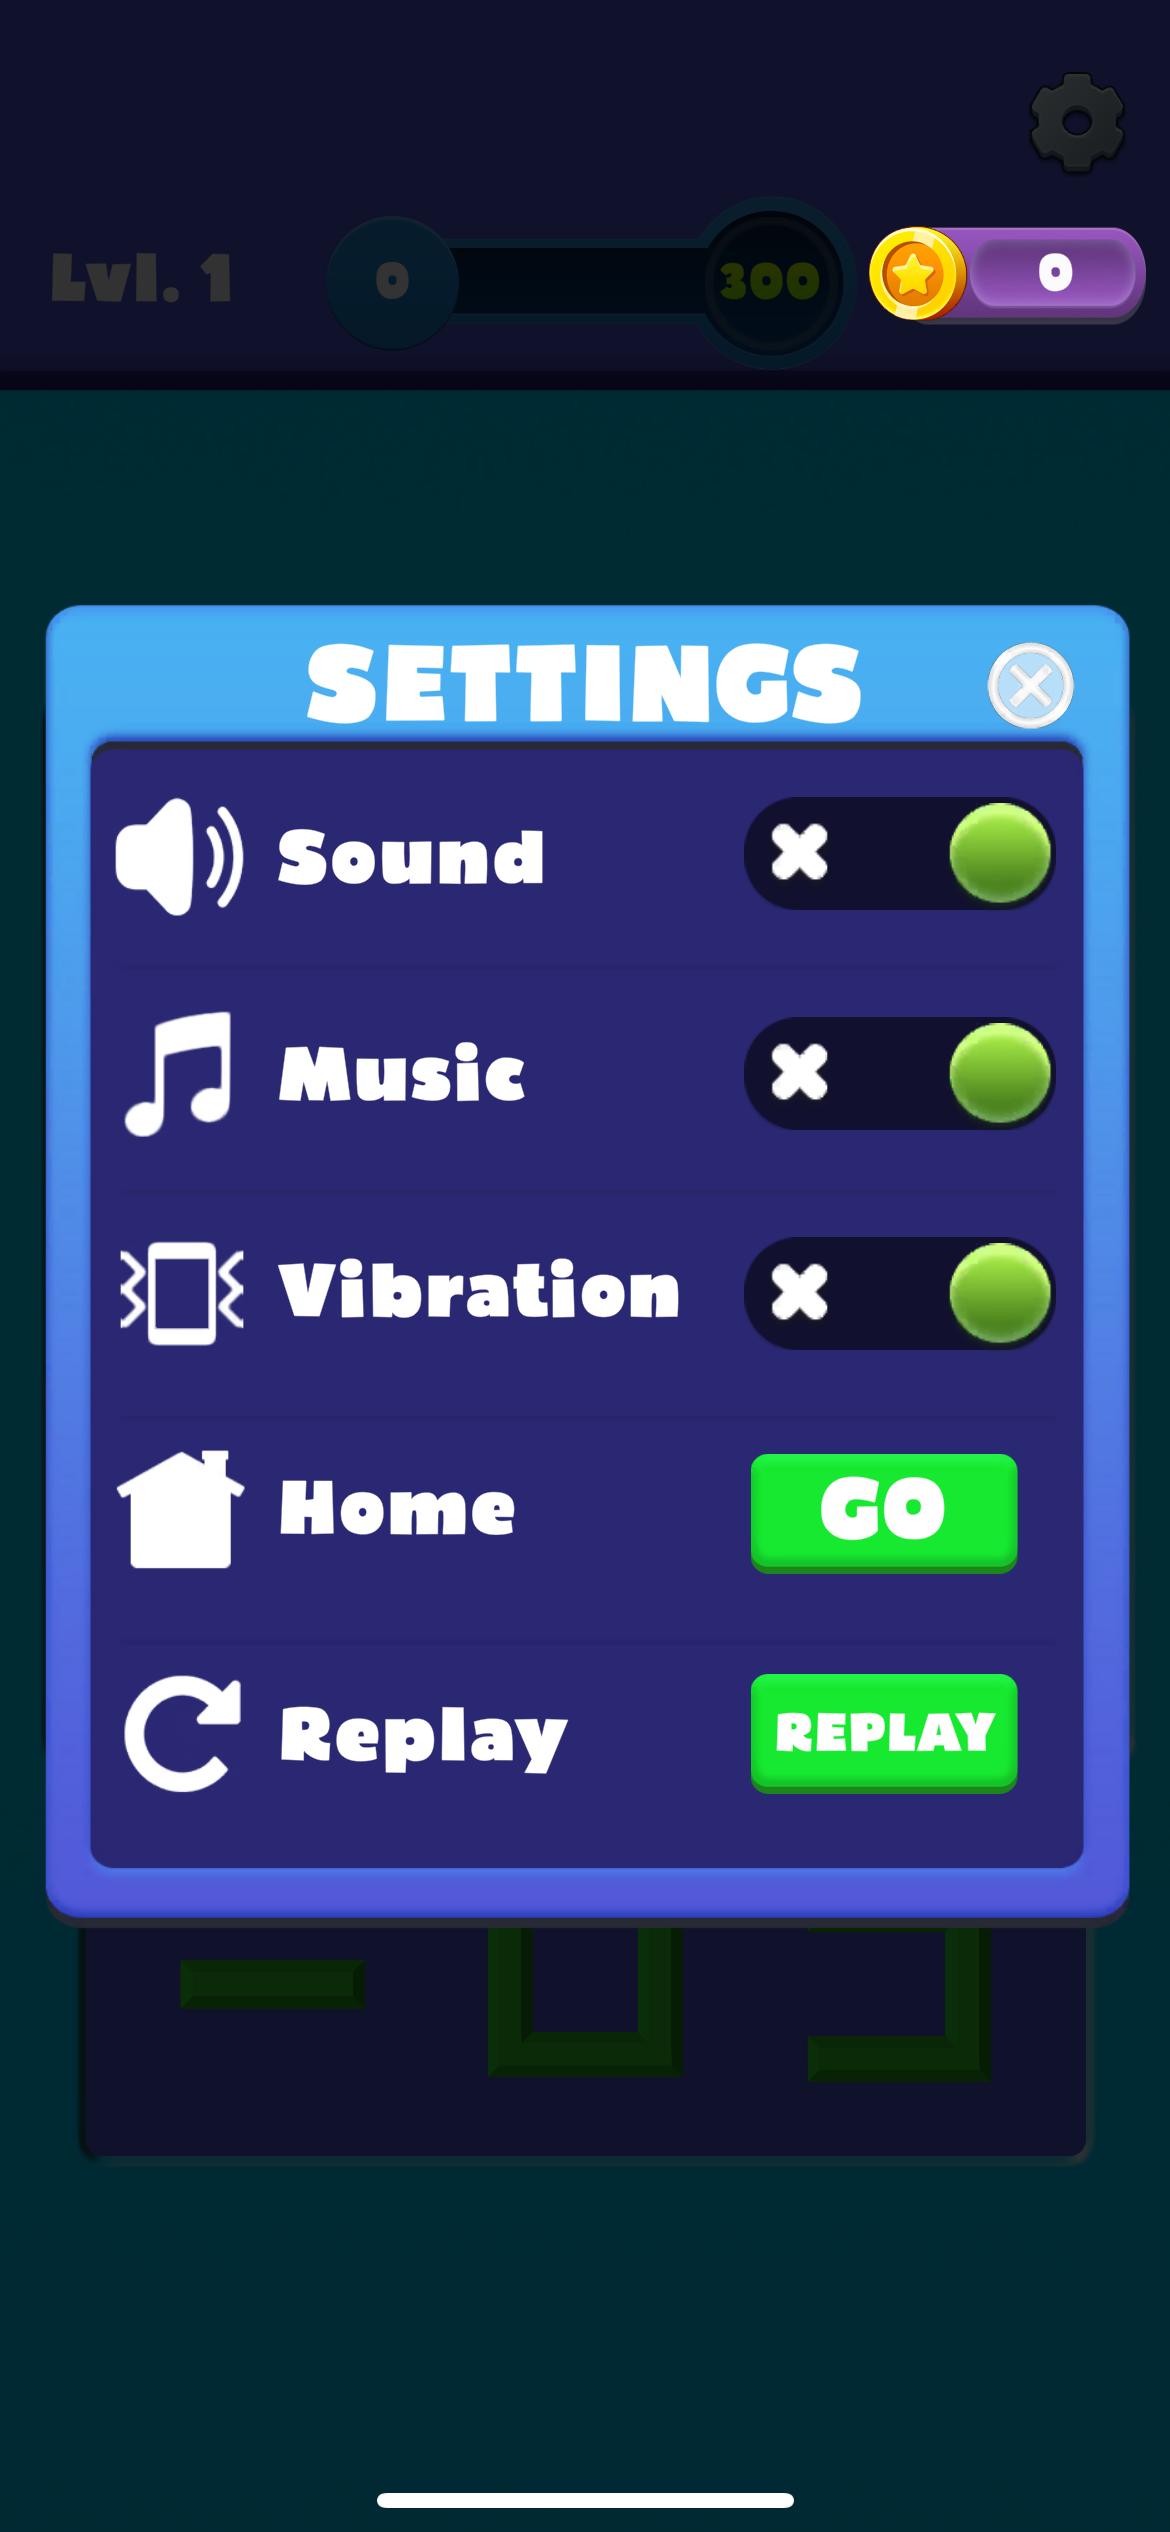 Lvl. 1
0
300
0
SETTINGS
Sound
Music
Vibration
Home
GO
Replay
REPLAY